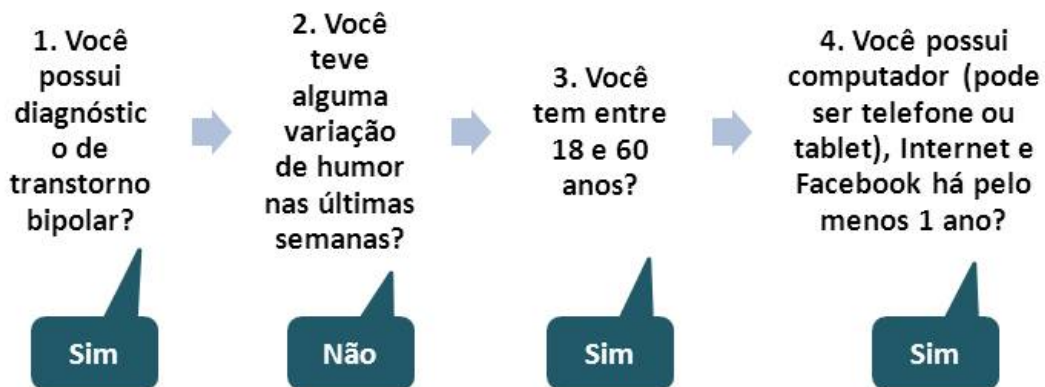 1. Você
possui
diagnóstic
o de
transtorno
bipolar?
Sim
2. Você
teve
alguma
variação
de humor
nas últimas
semanas?
Não
3. Você
tem entre
18 e 60
anos?
Sim
4. Você possui
computador (pode
ser telefone ou
tablet), Internet e
Facebook há pelo
menos 1 ano?
Sim